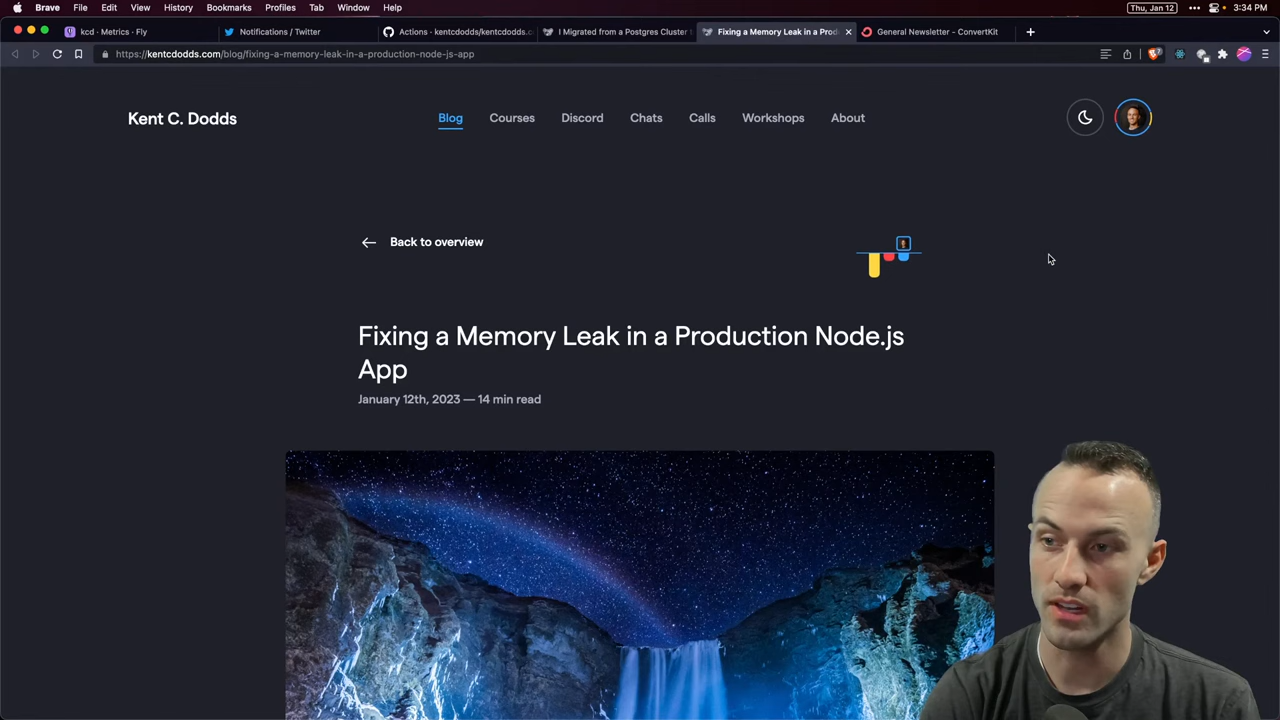 Brave File Edit View History Bookmarks Profiles Tab Window Help Thu, Jan 12 3:34 PM
kcd · Metrics · Fly Notifications / Twitter Actions · kentcdodds/kentcdodds.c I Migrated from a Postgres Cluster Fixing a Memory Leak in a Prod General Newsletter - ConvertKit
https://kentcdodds.com/blog/fixing-a-memory-leak-in-a-production-node-js-app
Kent C. Dodds Blog Courses Discord Chats Calls Workshops About
Back to overview
Fixing a Memory Leak in a Production Node.js
App
January 12th, 2023 — 14 min read